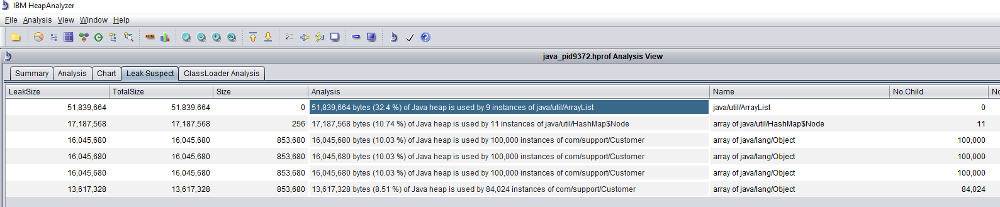 IBM HeapAnalyzer
File Analysis View Window Help
java_pid9372.hprof Analysis View
Summary Analysis Chart Leak Suspect ClassLoader Analysis
LeakSize TotalSize Size Analysis Name No.Child No
51,839,664 51,839,664 0 51,839,664 bytes (32.4 %) of Java heap is used by 9 instances of java/util/ArrayList java/util/ArrayList 0
17,187,568 17,187,568 256 17,187,568 bytes (10.74 %) of Java heap is used by 11 instances of java/util/HashMap$Node array of java/util/HashMap$Node 11
16,045,680 16,045,680 853,680 16,045,680 bytes (10.03 %) of Java heap is used by 100,000 instances of com/support/Customer array of java/lang/Object 100,000
16,045,680 16,045,680 853,680 16,045,680 bytes (10.03 %) of Java heap is used by 100,000 instances of com/support/Customer array of java/lang/Object 100,000
16,045,680 16,045,680 853,680 16,045,680 bytes (10.03 %) of Java heap is used by 100,000 instances of com/support/Customer array of java/lang/Object 100,000
13,617,328 13,617,328 853,680 13,617,328 bytes (8.51 %) of Java heap is used by 84,024 instances of com/support/Customer array of java/lang/Object 84,024